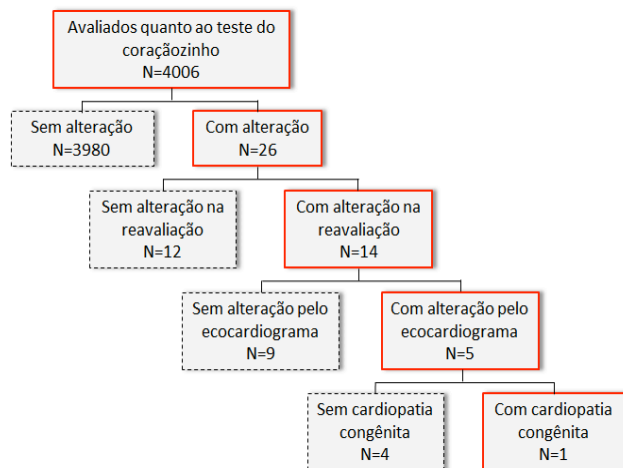 Avaliados quanto ao teste do
coraçãozinho
N=4006
Sem alteração
N=3980
Com alteração
N=26
Sem alteração na
reavaliação
N=12
Com alteração na
reavaliação
N=14
Sem alteração pelo
ecocardiograma
N=9
Com alteração pelo
ecocardiograma
N=5
Sem cardiopatia
congênita
N=4
Com cardiopatia
congênita
N=1